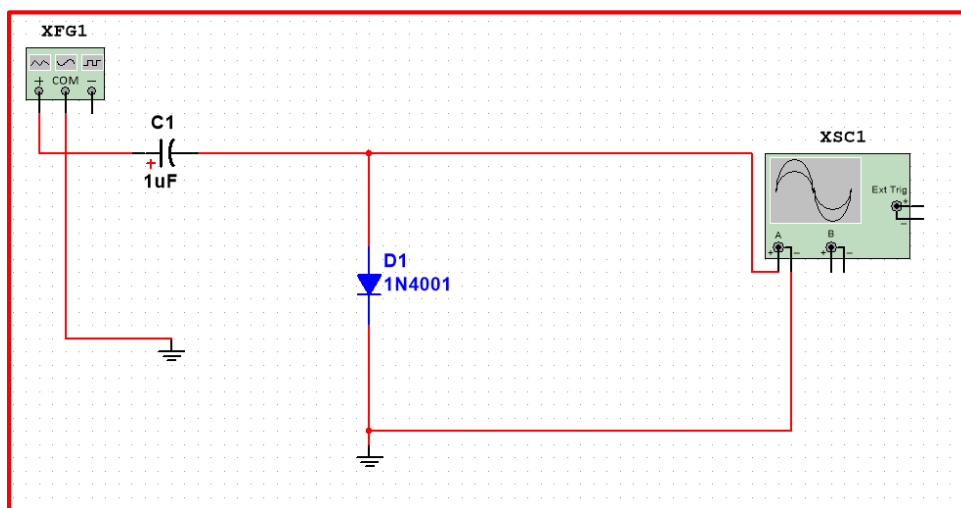 XFG1
+ COM −
C1
+
1uF
D1
1N4001
XSC1
Ext Trig
+
−
A
B
+ − + −